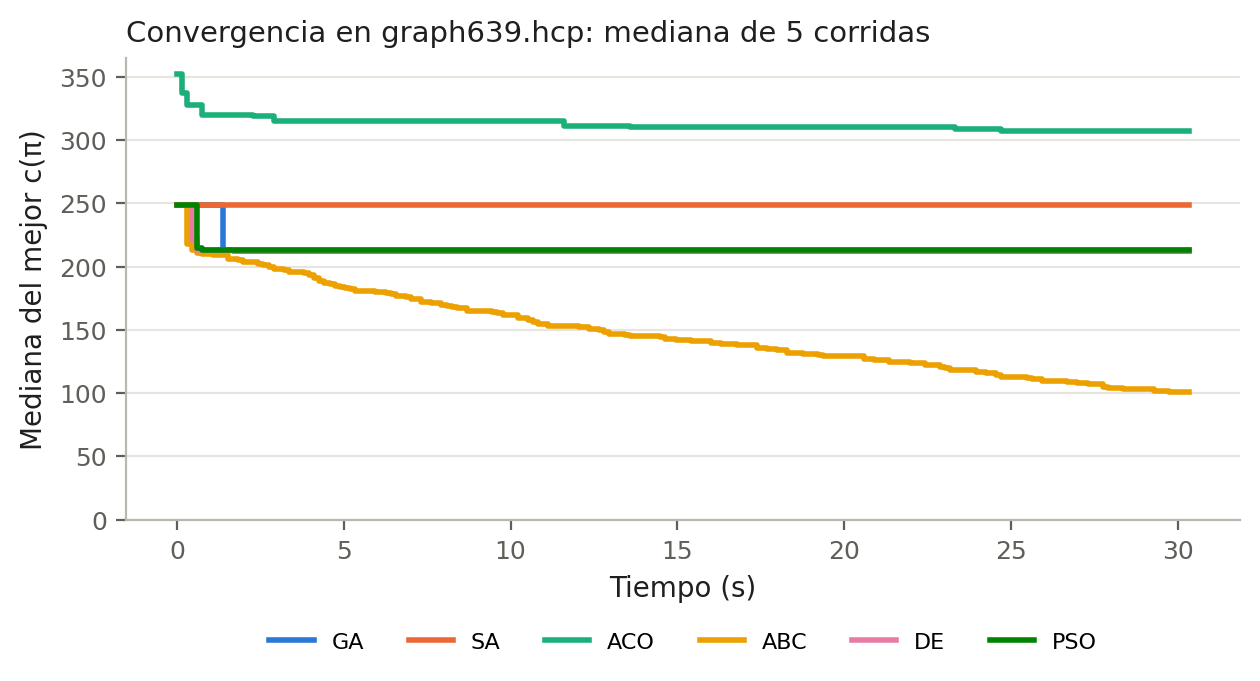 Convergencia en graph639.hcp: mediana de 5 corridas
Mediana del mejor c(π)
350
300
250
200
150
100
50
0
0 5 10 15 20 25 30
Tiempo (s)
GA SA ACO ABC DE PSO